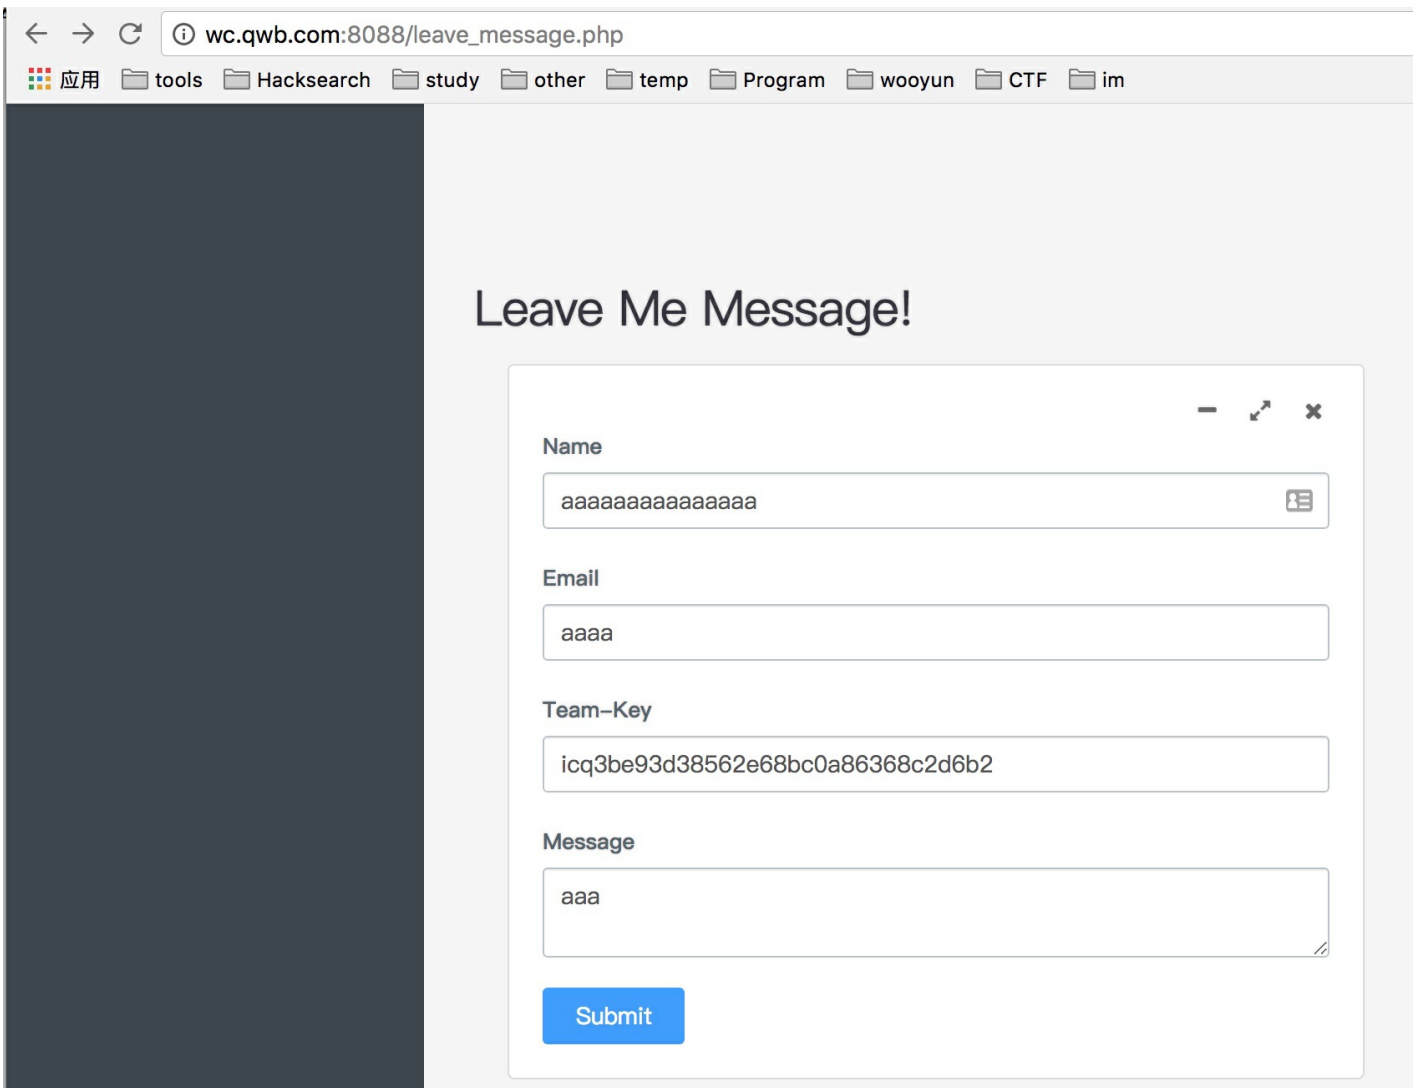 wc.qwb.com:8088/leave_message.php
应用 tools Hacksearch study other temp Program wooyun CTF im
Leave Me Message!
Name
aaaaaaaaaaaaaaa
Email
aaaa
Team-Key
icq3be93d38562e68bc0a86368c2d6b2
Message
aaa
Submit